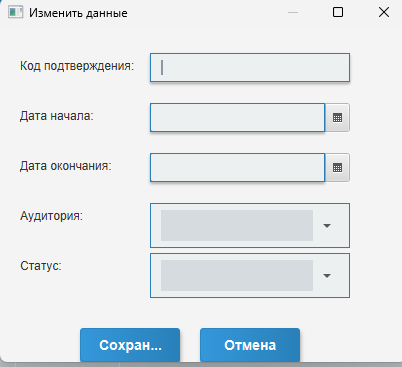 Изменить данные
Код подтверждения:
Дата начала:
Дата окончания:
Аудитория:
Статус:
Сохран...
Отмена